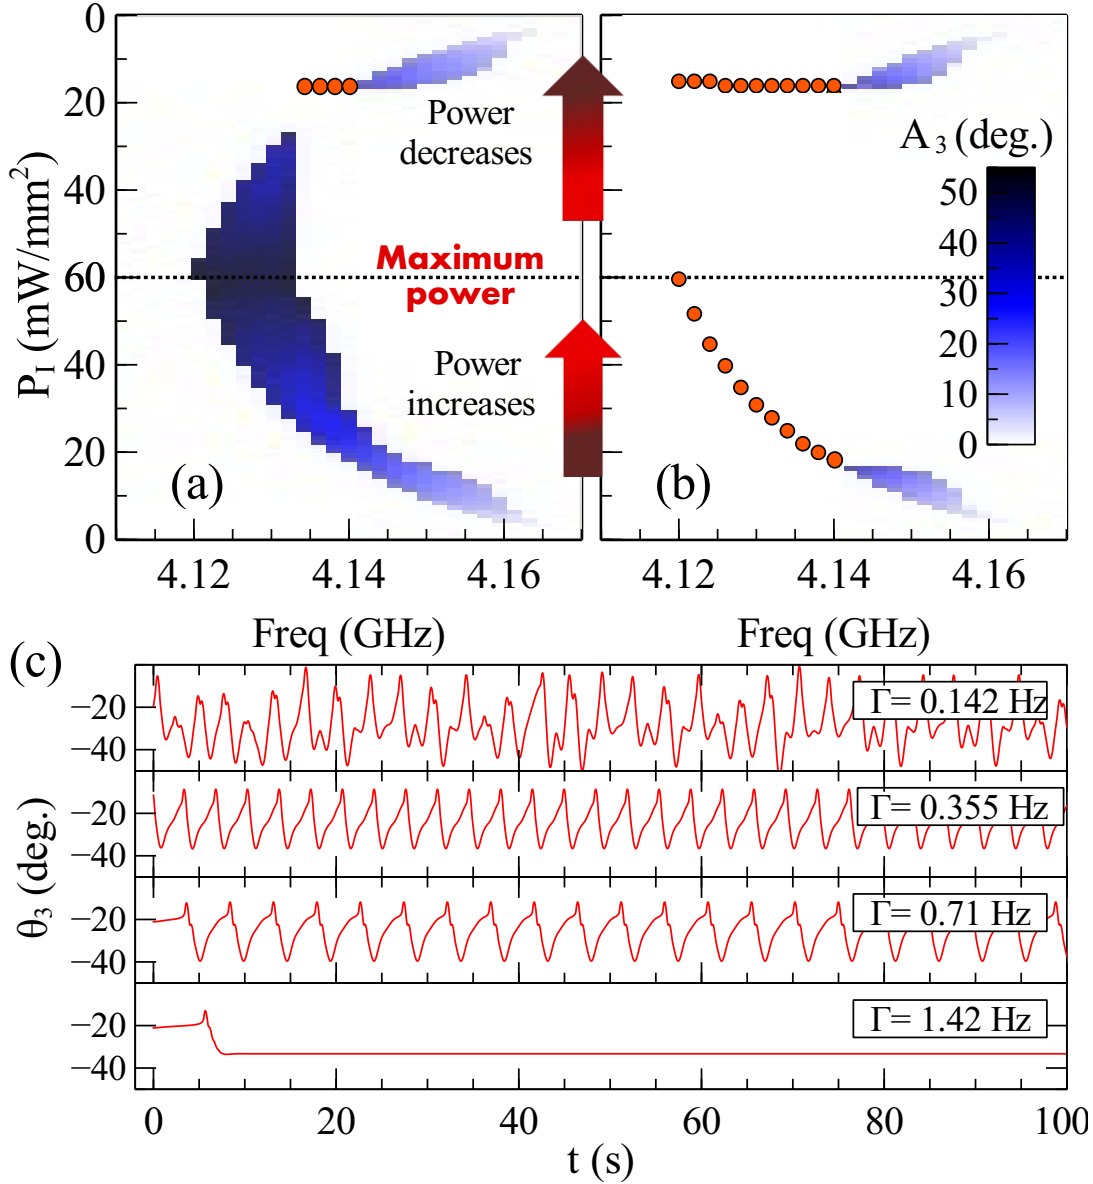 0
20
40
60
40
20
0
P_I (mW/mm²)
Power
decreases
Maximum
power
Power
increases
(a)
4.12
4.14
4.16
Freq (GHz)
A₃ (deg.)
50
40
30
20
10
0
(b)
4.12
4.14
4.16
Freq (GHz)
(c)
θ₃ (deg.)
−20
−40
Γ= 0.142 Hz
−20
−40
Γ= 0.355 Hz
−20
−40
Γ= 0.71 Hz
−20
−40
Γ= 1.42 Hz
0
20
40
60
80
100
t (s)